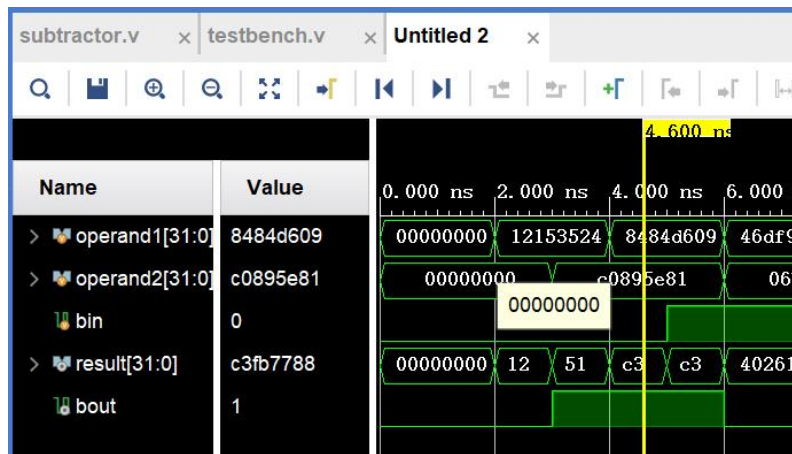 subtractor.v × testbench.v × Untitled 2 ×
4.600 ns
Name Value 0.000 ns 2.000 ns 4.000 ns 6.000
operand1[31:0] 8484d609 00000000 12153524 8484d609 46df9
operand2[31:0] c0895e81 00000000 c0895e81 06
00000000
bin 0
result[31:0] c3fb7788 00000000 12 51 c3 c3 40261
bout 1